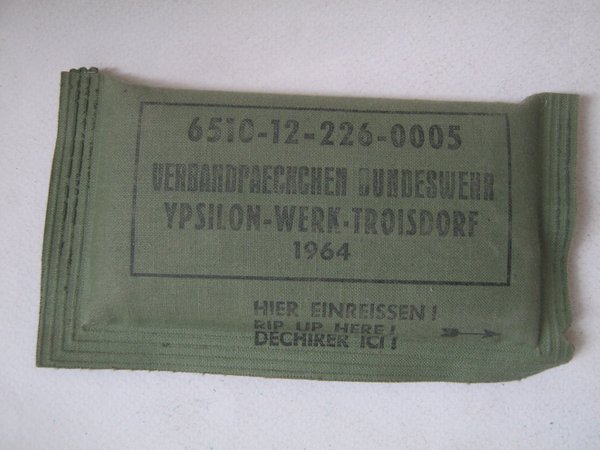 6510-12-226-0005
VERBANDPAECKCHEN BUNDESWEHR
YPSILON-WERK-TROISDORF
1964
HIER EINREISSEN!
RIP UP HERE!
DECHIRER ICI!